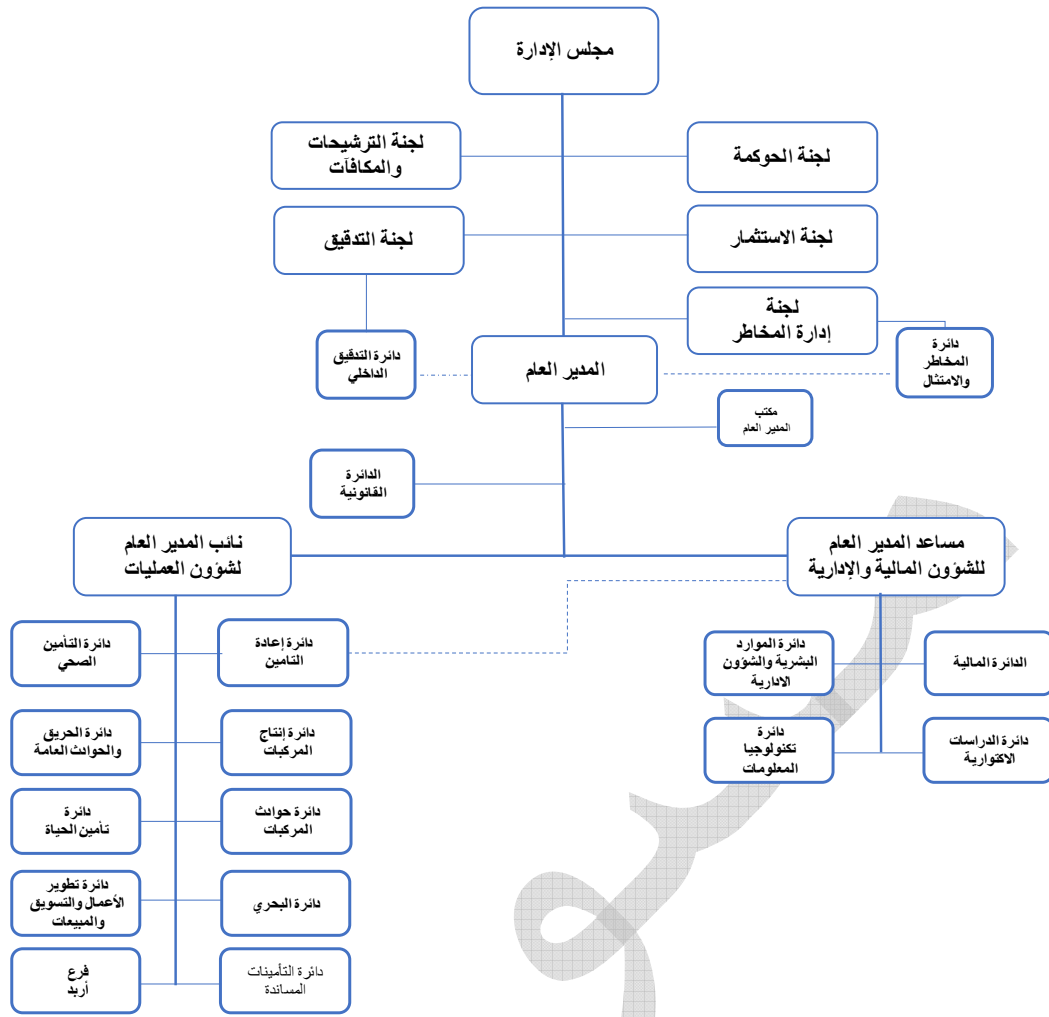 مجلس الإدارة
لجنة الحوكمة
لجنة الترشيحات
والمكافآت
لجنة الاستثمار
لجنة التدقيق
لجنة
إدارة المخاطر
دائرة
المخاطر
والامتثال
المدير العام
دائرة التدقيق
الداخلي
مكتب
المدير العام
الدائرة
القانونية
مساعد المدير العام
للشؤون المالية والإدارية
نائب المدير العام
لشؤون العمليات
الدائرة المالية
دائرة الموارد
البشرية والشؤون
الادارية
دائرة الدراسات
الاكتوارية
دائرة
تكنولوجيا
المعلومات
دائرة إعادة
التامين
دائرة التأمين
الصحي
دائرة إنتاج
المركبات
دائرة الحريق
والحوادث العامة
دائرة حوادث
المركبات
دائرة
تأمين الحياة
دائرة البحري
دائرة تطوير
الأعمال والتسويق
والمبيعات
دائرة التأمينات
المساندة
فرع
أربد